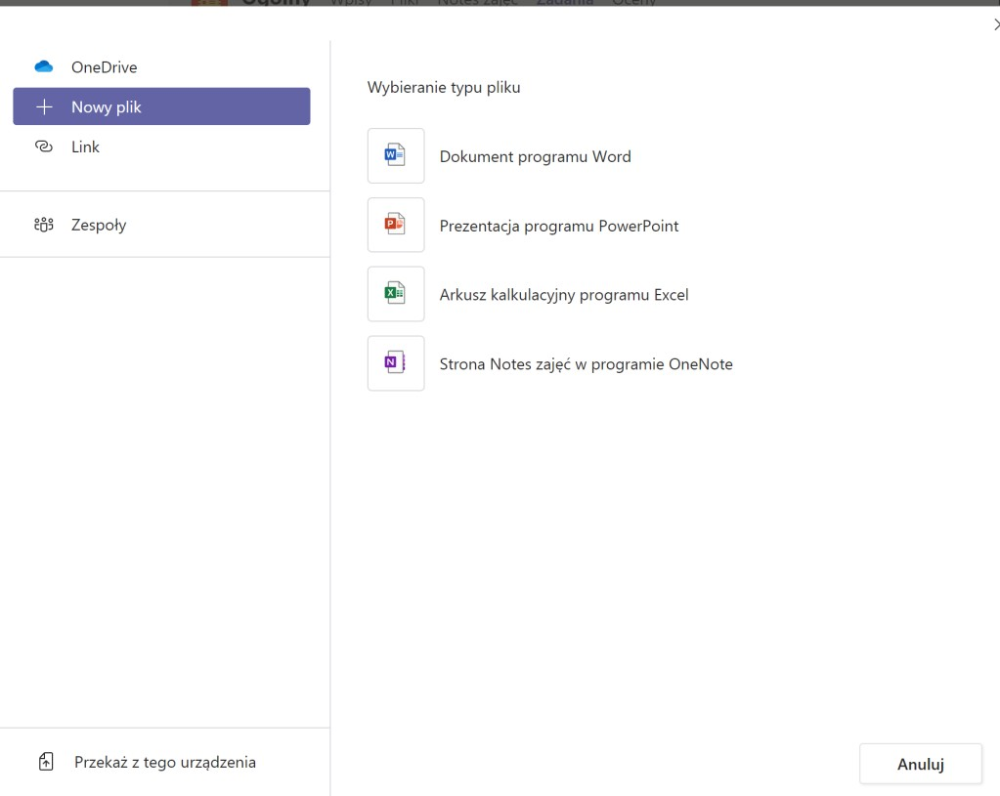 Ogólny Wpisy Pliki Notes zajęć Zadania Oceny
OneDrive
Nowy plik
Link
Zespoły
Przekaż z tego urządzenia
Wybieranie typu pliku
Dokument programu Word
Prezentacja programu PowerPoint
Arkusz kalkulacyjny programu Excel
Strona Notes zajęć w programie OneNote
Anuluj